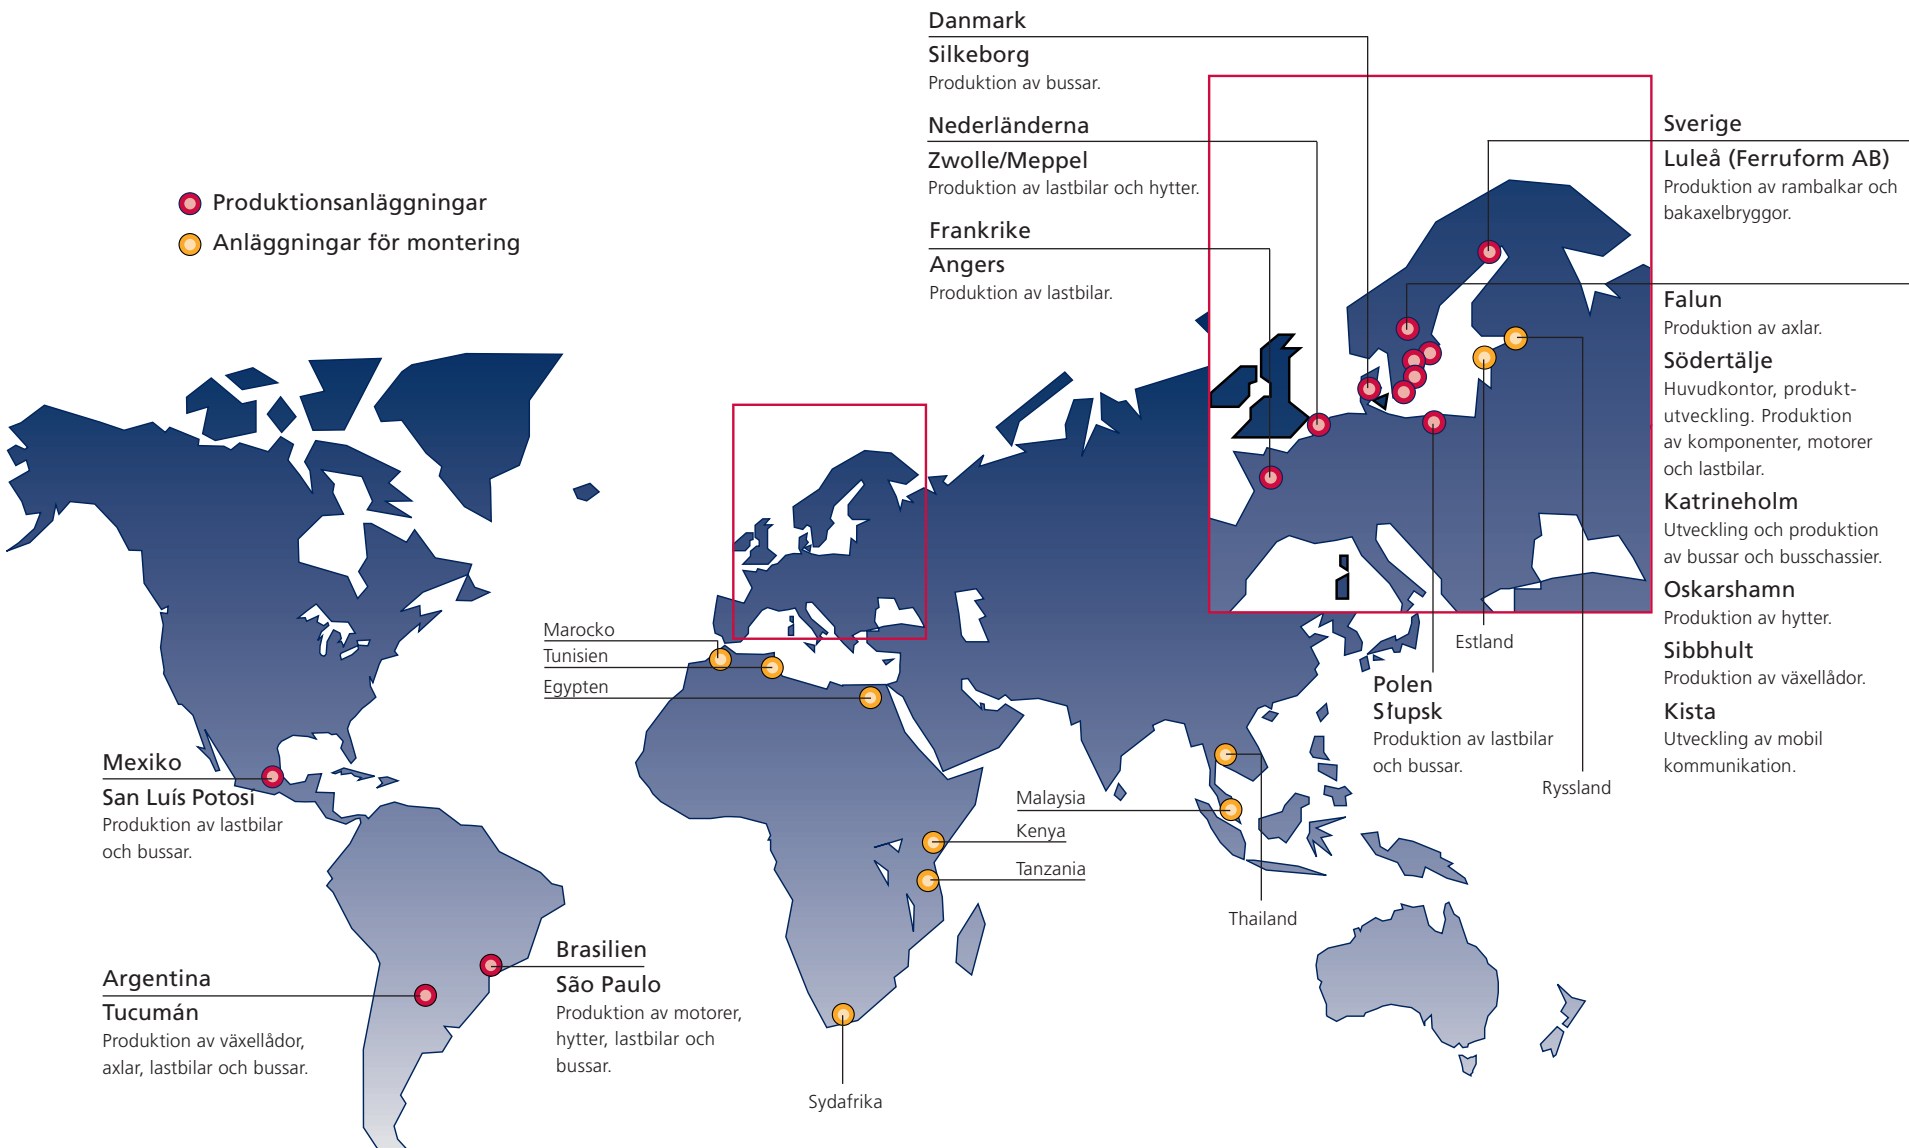 Produktionsanläggningar
Anläggningar för montering
Danmark
Silkeborg
Produktion av bussar.
Nederländerna
Zwolle/Meppel
Produktion av lastbilar och hytter.
Frankrike
Angers
Produktion av lastbilar.
Sverige
Luleå (Ferruform AB)
Produktion av rambalkar och
bakaxelbryggor.
Falun
Produktion av axlar.
Södertälje
Huvudkontor, produkt-
utveckling. Produktion
av komponenter, motorer
och lastbilar.
Katrineholm
Utveckling och produktion
av bussar och busschassier.
Oskarshamn
Produktion av hytter.
Sibbhult
Produktion av växellådor.
Kista
Utveckling av mobil
kommunikation.
Estland
Ryssland
Polen
Słupsk
Produktion av lastbilar
och bussar.
Marocko
Tunisien
Egypten
Mexiko
San Luís Potosí
Produktion av lastbilar
och bussar.
Malaysia
Kenya
Tanzania
Thailand
Argentina
Tucumán
Produktion av växellådor,
axlar, lastbilar och bussar.
Brasilien
São Paulo
Produktion av motorer,
hytter, lastbilar och
bussar.
Sydafrika